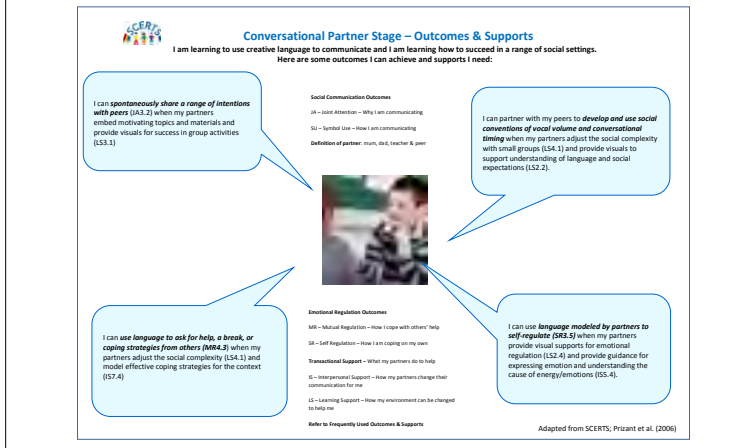 SCERTS
Conversational Partner Stage – Outcomes & Supports
I am learning to use creative language to communicate and I am learning how to succeed in a range of social settings.
Here are some outcomes I can achieve and supports I need:
I can spontaneously share a range of intentions
with peers (JA3.2) when my partners
embed motivating topics and materials and
provide visuals for success in group activities
(LS3.1)
Social Communication Outcomes
JA – Joint Attention – Why I am communicating
SU – Symbol Use – How I am communicating
Definition of partner: mum, dad, teacher & peer
I can partner with my peers to develop and use social
conventions of vocal volume and conversational
timing when my partners adjust the social complexity
with small groups (LS4.1) and provide visuals to
support understanding of language and social
expectations (LS2.2).
I can use language to ask for help, a break, or
coping strategies from others (MR4.3) when my
partners adjust the social complexity (LS4.1) and
model effective coping strategies for the context
(IS7.4)
Emotional Regulation Outcomes
MR – Mutual Regulation – How I cope with others' help
SR – Self Regulation – How I am coping on my own
Transactional Support – What my partners do to help
IS – Interpersonal Support – How my partners change their
communication for me
LS – Learning Support – How my environment can be changed
to help me
Refer to Frequently Used Outcomes & Supports
I can use language modeled by partners to
self-regulate (SR3.5) when my partners
provide visual supports for emotional
regulation (LS2.4) and provide guidance for
expressing emotion and understanding the
cause of energy/emotions (IS5.4).
Adapted from SCERTS; Prizant et al. (2006)